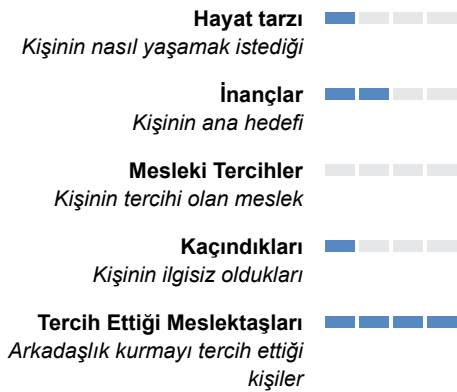 Hayat tarzı
Kişinin nasıl yaşamak istediği
İnançlar
Kişinin ana hedefi
Mesleki Tercihler
Kişinin tercihi olan meslek
Kaçındıkları
Kişinin ilgisiz oldukları
Tercih Ettiği Meslektaşları
Arkadaşlık kurmayı tercih ettiği
kişiler